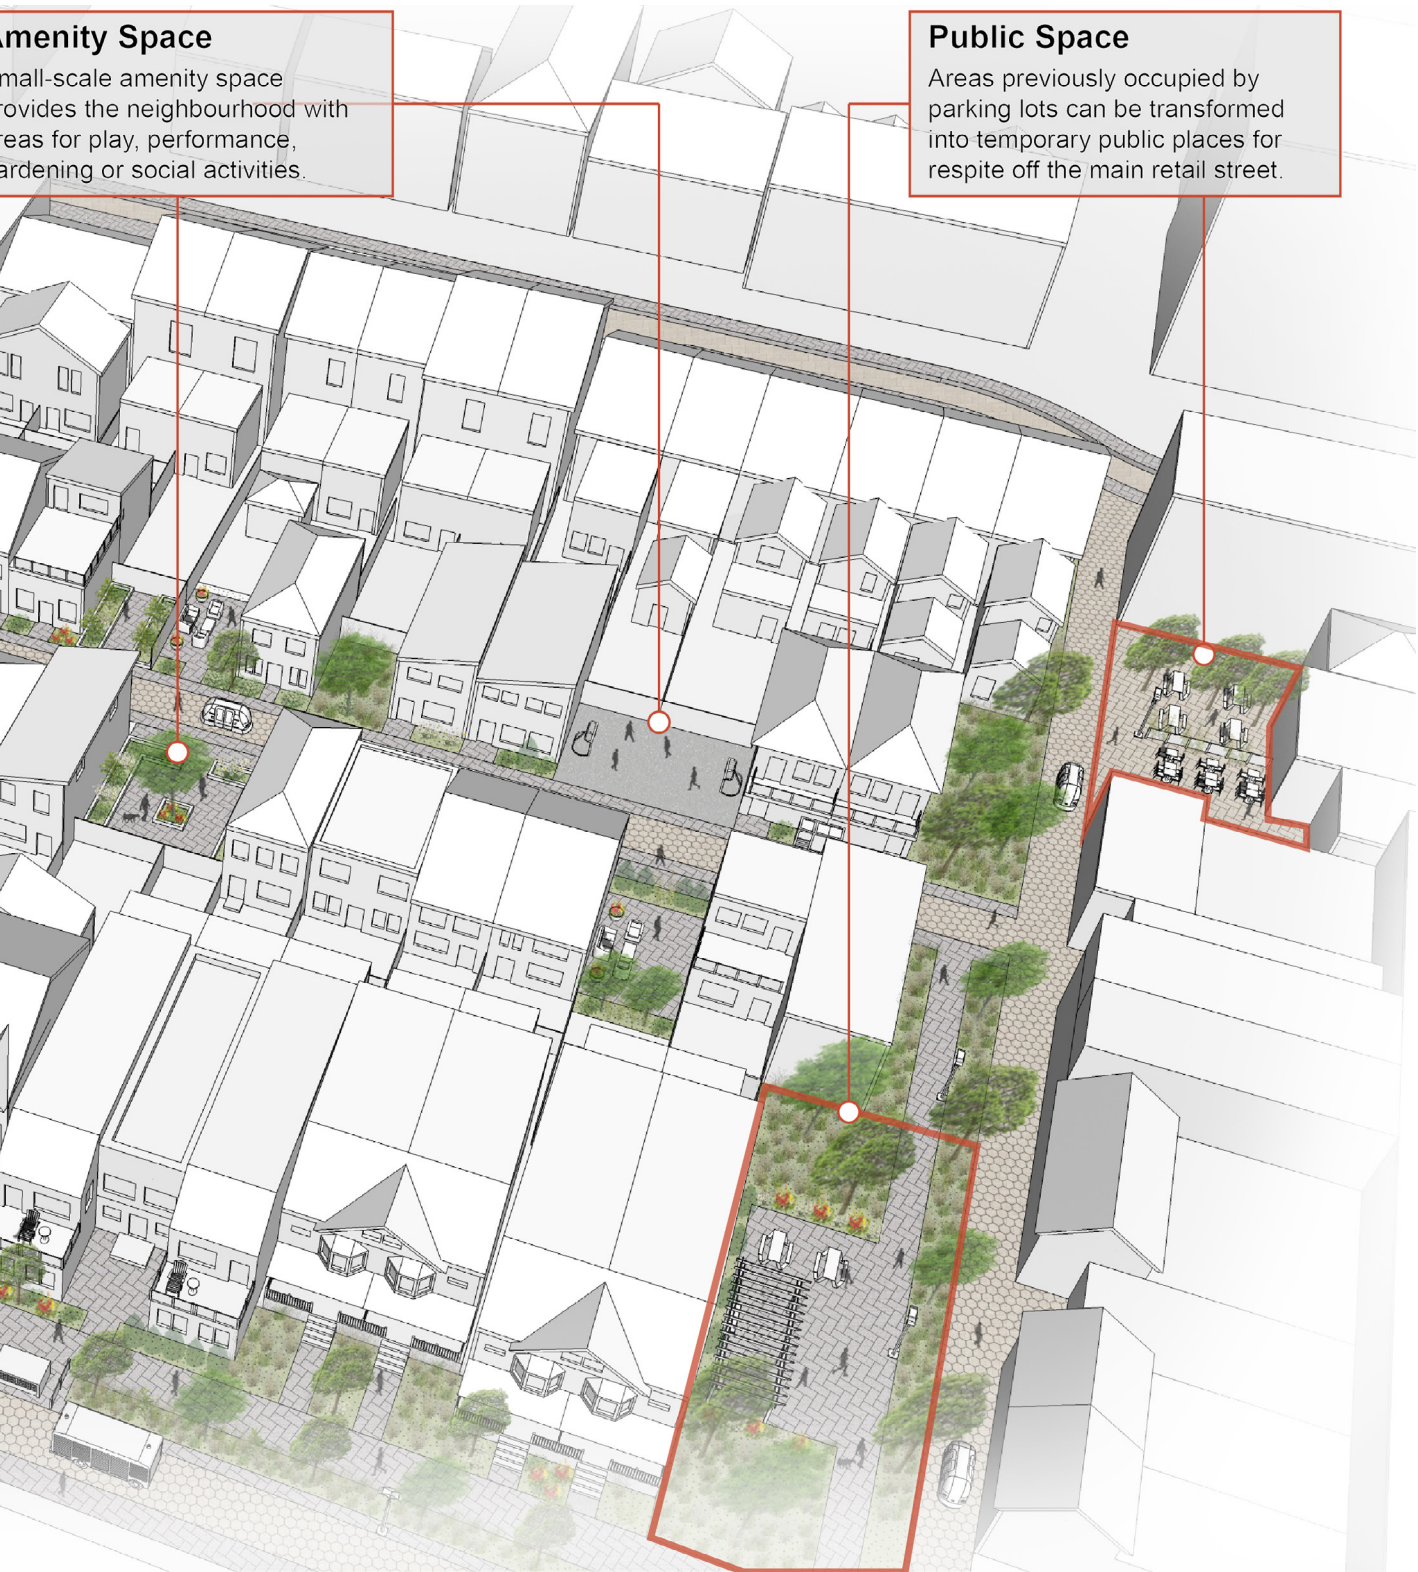 Amenity Space
mall-scale amenity space
rovides the neighbourhood with
reas for play, performance,
ardening or social activities.
Public Space
Areas previously occupied by
parking lots can be transformed
into temporary public places for
respite off the main retail street.